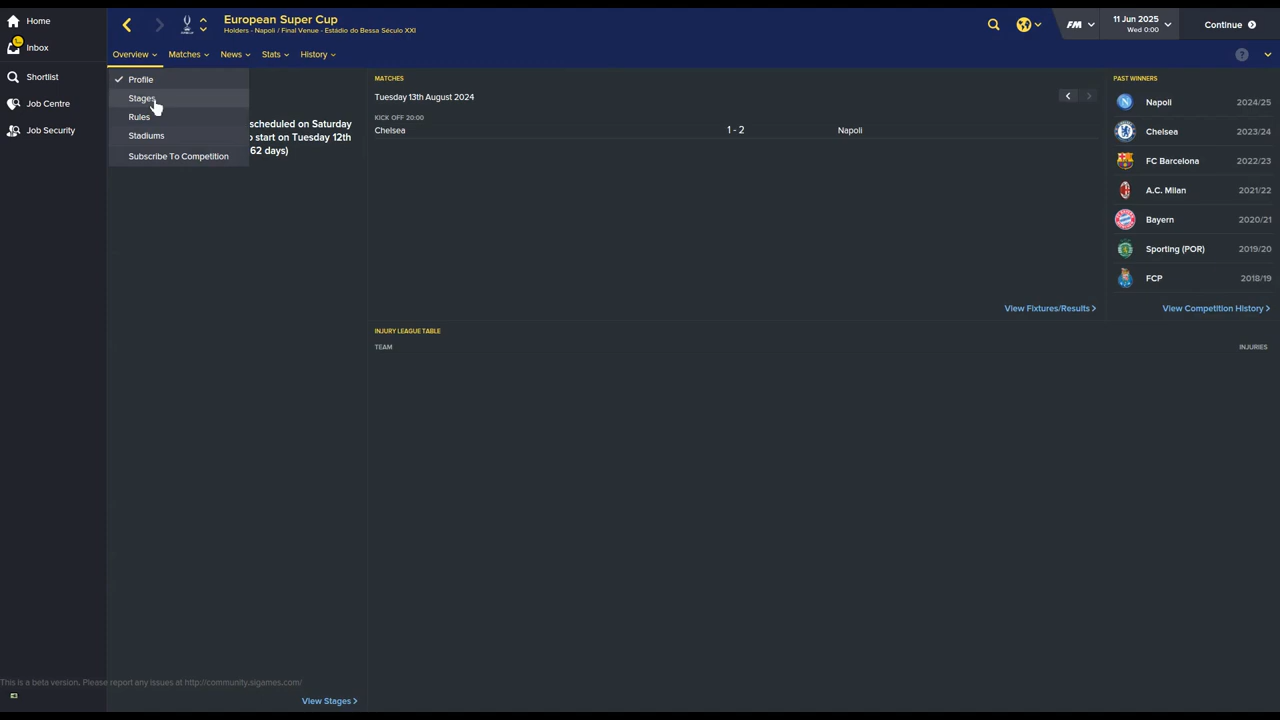 Home
Inbox
Shortlist
Job Centre
Job Security
European Super Cup
Holders - Napoli / Final Venue - Estádio do Bessa Século XXI
FM
11 Jun 2025
Wed 0:00
Continue
Overview
Matches
News
Stats
History
?
Profile
Stages
Rules
Stadiums
Subscribe To Competition
scheduled on Saturday
start on Tuesday 12th
62 days)
MATCHES
Tuesday 13th August 2024
KICK OFF 20:00
Chelsea 1 - 2 Napoli
View Fixtures/Results >
PAST WINNERS
Napoli 2024/25
Chelsea 2023/24
FC Barcelona 2022/23
A.C. Milan 2021/22
Bayern 2020/21
Sporting (POR) 2019/20
FCP 2018/19
View Competition History >
INJURY LEAGUE TABLE
TEAM INJURIES
This is a beta version. Please report any issues at http://community.sigames.com/
View Stages >